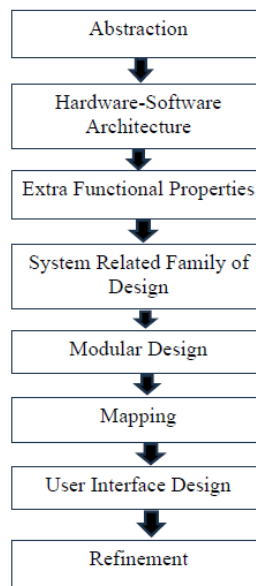 Abstraction
Hardware-Software
Architecture
Extra Functional Properties
System Related Family of
Design
Modular Design
Mapping
User Interface Design
Refinement